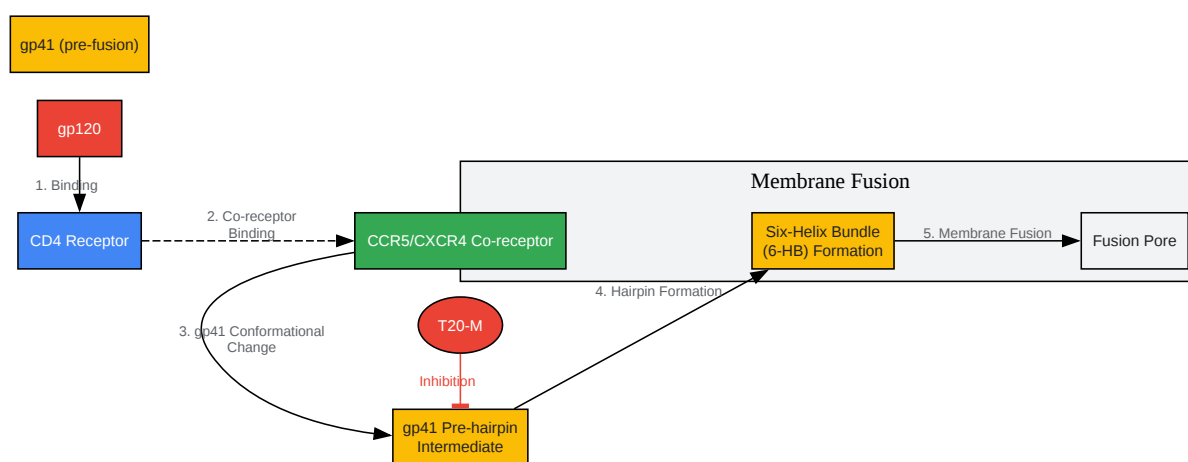 gp41 (pre-fusion)
gp120
1. Binding
Membrane Fusion
CD4 Receptor
2. Co-receptor
Binding
CCR5/CXCR4 Co-receptor
Six-Helix Bundle
(6-HB) Formation
5. Membrane Fusion
Fusion Pore
4. Hairpin Formation
3. gp41 Conformational
Change
T20-M
Inhibition
gp41 Pre-hairpin
Intermediate